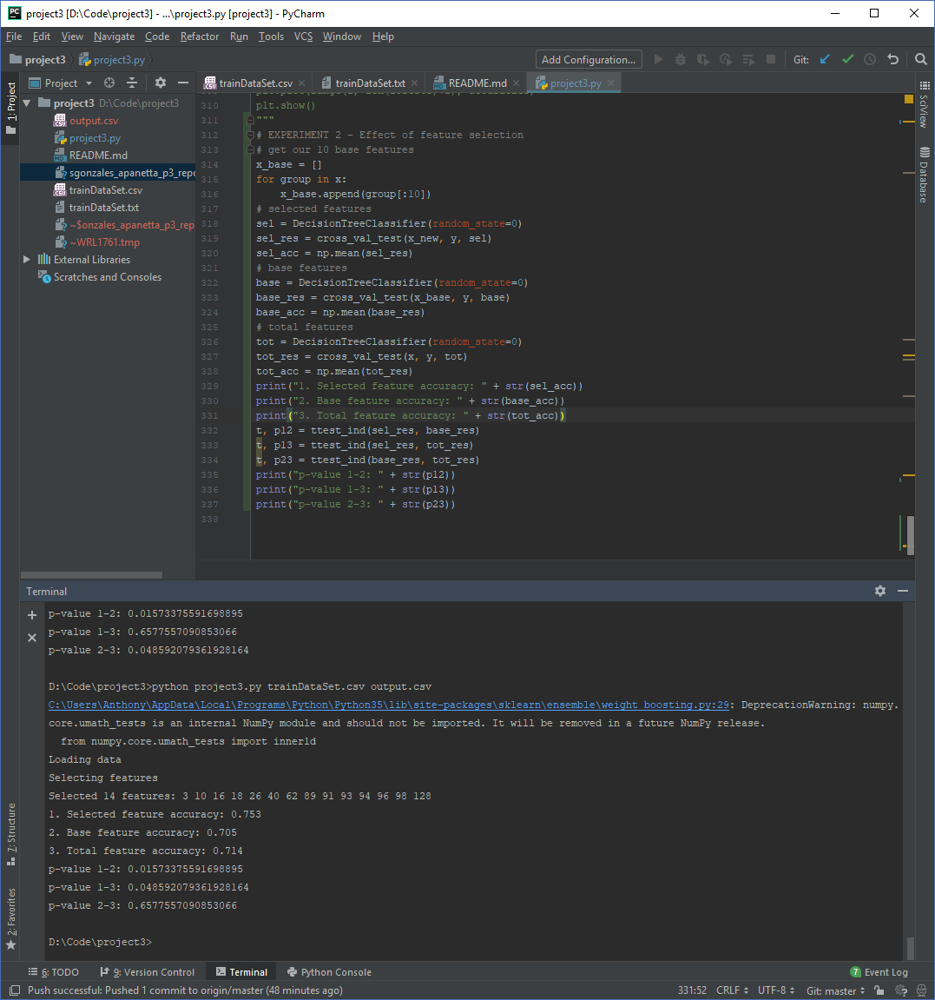 project3 [D:\Code\project3] - ...\project3.py [project3] - PyCharm
File Edit View Navigate Code Refactor Run Tools VCS Window Help
project3 project3.py Add Configuration... Git:
Project
trainDataSet.csv trainDataSet.txt README.md project3.py
1: Project
project3 D:\Code\project3
output.csv
project3.py
README.md
sgonzales_apanetta_p3_repo
trainDataSet.csv
trainDataSet.txt
~$onzales_apanetta_p3_rep
~WRL1761.tmp
External Libraries
Scratches and Consoles
7: Structure
2: Favorites
SciView
Database
310 plt.show()
311 """
312 # EXPERIMENT 2 - Effect of feature selection
313 # get our 10 base features
314 x_base = []
315 for group in x:
316 x_base.append(group[:10])
317 # selected features
318 sel = DecisionTreeClassifier(random_state=0)
319 sel_res = cross_val_test(x_new, y, sel)
320 sel_acc = np.mean(sel_res)
321 # base features
322 base = DecisionTreeClassifier(random_state=0)
323 base_res = cross_val_test(x_base, y, base)
324 base_acc = np.mean(base_res)
325 # total features
326 tot = DecisionTreeClassifier(random_state=0)
327 tot_res = cross_val_test(x, y, tot)
328 tot_acc = np.mean(tot_res)
329 print("1. Selected feature accuracy: " + str(sel_acc))
330 print("2. Base feature accuracy: " + str(base_acc))
331 print("3. Total feature accuracy: " + str(tot_acc))
332 t, p12 = ttest_ind(sel_res, base_res)
333 t, p13 = ttest_ind(sel_res, tot_res)
334 t, p23 = ttest_ind(base_res, tot_res)
335 print("p-value 1-2: " + str(p12))
336 print("p-value 1-3: " + str(p13))
337 print("p-value 2-3: " + str(p23))
338
Terminal
p-value 1-2: 0.01573375591698895
p-value 1-3: 0.6577557090853066
p-value 2-3: 0.048592079361928164
D:\Code\project3>python project3.py trainDataSet.csv output.csv
C:\Users\Anthony\AppData\Local\Programs\Python\Python35\lib\site-packages\sklearn\ensemble\weight_boosting.py:29: DeprecationWarning: numpy.
core.umath_tests is an internal NumPy module and should not be imported. It will be removed in a future NumPy release.
from numpy.core.umath_tests import inner1d
Loading data
Selecting features
Selected 14 features: 3 10 16 18 26 40 62 89 91 93 94 96 98 128
1. Selected feature accuracy: 0.753
2. Base feature accuracy: 0.705
3. Total feature accuracy: 0.714
p-value 1-2: 0.01573375591698895
p-value 1-3: 0.048592079361928164
p-value 2-3: 0.6577557090853066
D:\Code\project3>
6: TODO 9: Version Control Terminal Python Console 7 Event Log
Push successful: Pushed 1 commit to origin/master (48 minutes ago) 331:52 CRLF UTF-8 Git: master